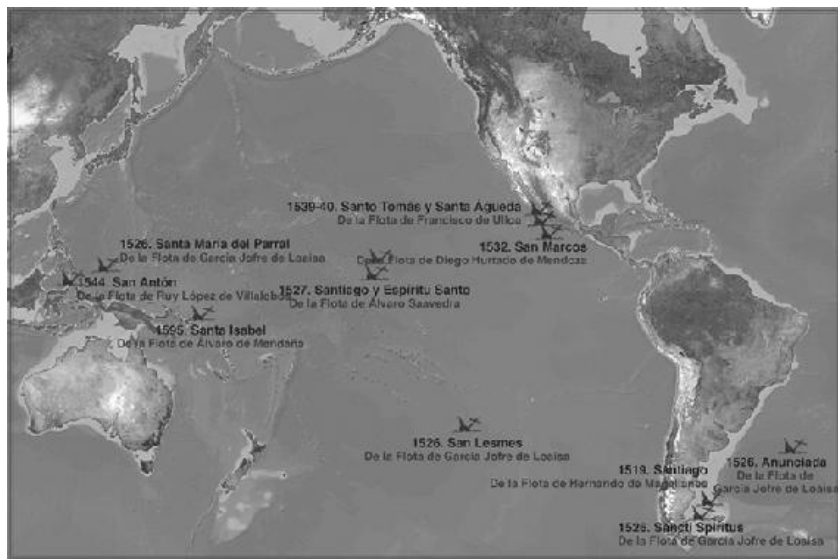 1539-40. Santo Tomás y Santa Águeda
De la Flota de Francisco de Ulloa
1532. San Marcos
De la Flota de Diego Hurtado de Mendoza
1526. Santa María del Parral
De la Flota de García Jofre de Loaisa
1544. San Antón
De la Flota de Ruy López de Villalobos
1527. Santiago y Espíritu Santo
De la Flota de Álvaro Saavedra
1595. Santa Isabel
De la Flota de Álvaro de Mendaña
1526. San Lesmes
De la Flota de García Jofre de Loaisa
1526. Anunciada
De la Flota de
García Jofre de Loaisa
1519. Santiago
De la Flota de Hernando de Magallanes
1526. Sancti Spiritus
De la Flota de García Jofre de Loaisa